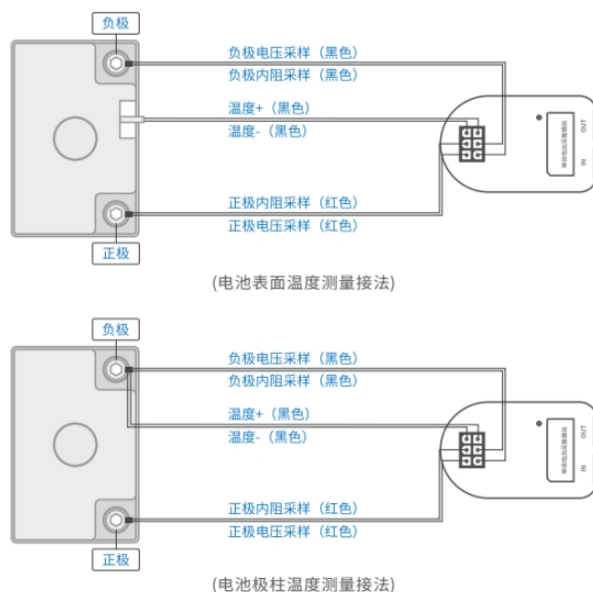 负极
负极电压采样（黑色）
负极内阻采样（黑色）
温度+（黑色）
温度-（黑色）
OUT
IN
正极内阻采样（红色）
正极电压采样（红色）
正极
(电池表面温度测量接法)
负极
负极电压采样（黑色）
负极内阻采样（黑色）
温度+（黑色）
温度-（黑色）
OUT
IN
正极内阻采样（红色）
正极电压采样（红色）
正极
(电池极柱温度测量接法)